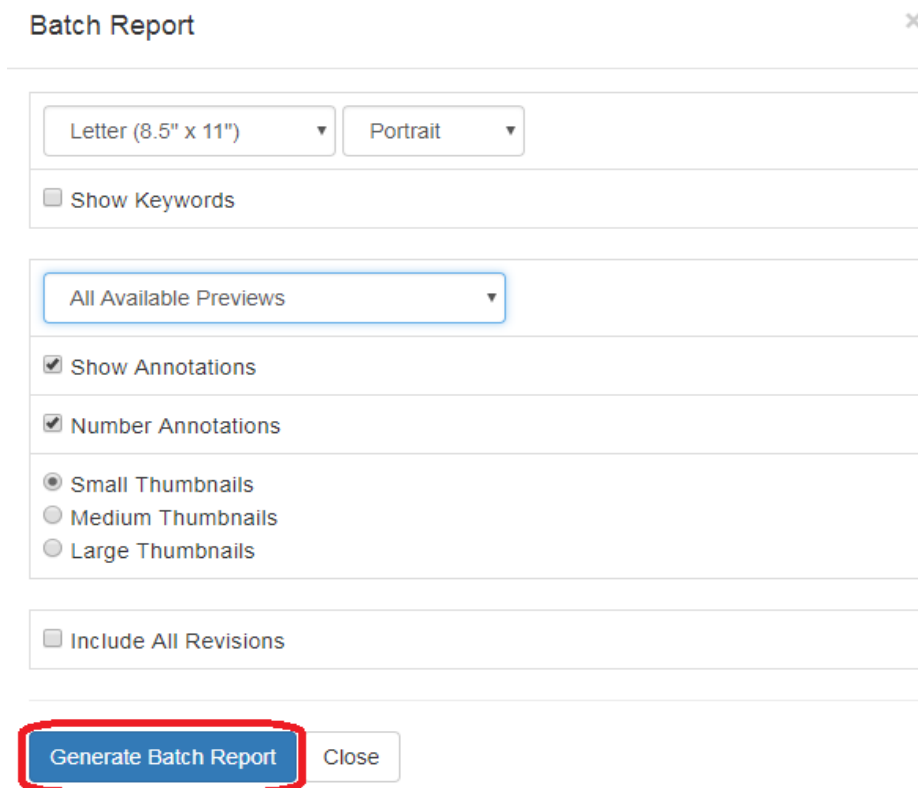 Batch Report
×
Letter (8.5" x 11") Portrait
Show Keywords
All Available Previews
Show Annotations
Number Annotations
Small Thumbnails
Medium Thumbnails
Large Thumbnails
Include All Revisions
Generate Batch Report Close